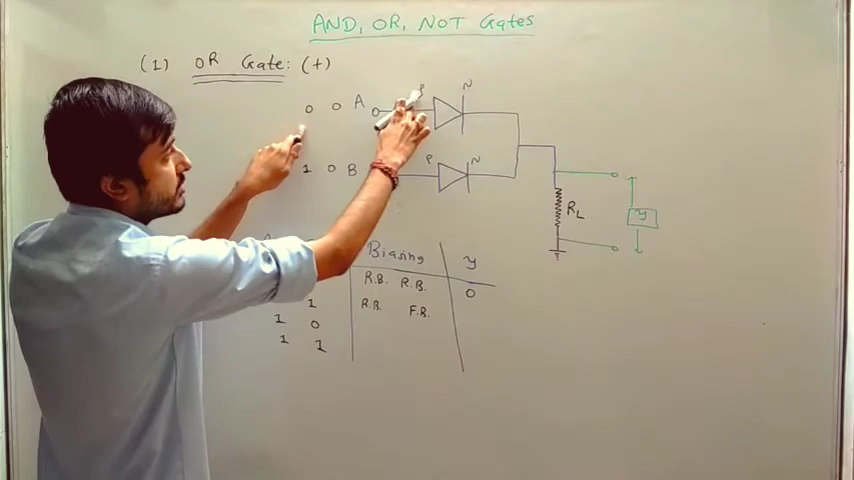 AND, OR, NOT Gates
(1) OR Gate: (+)
0 0 A P N
1 0 B P N
RL
y
Biasing y
R.B. R.B. 0
1 R.B. F.B.
1 0
1 1